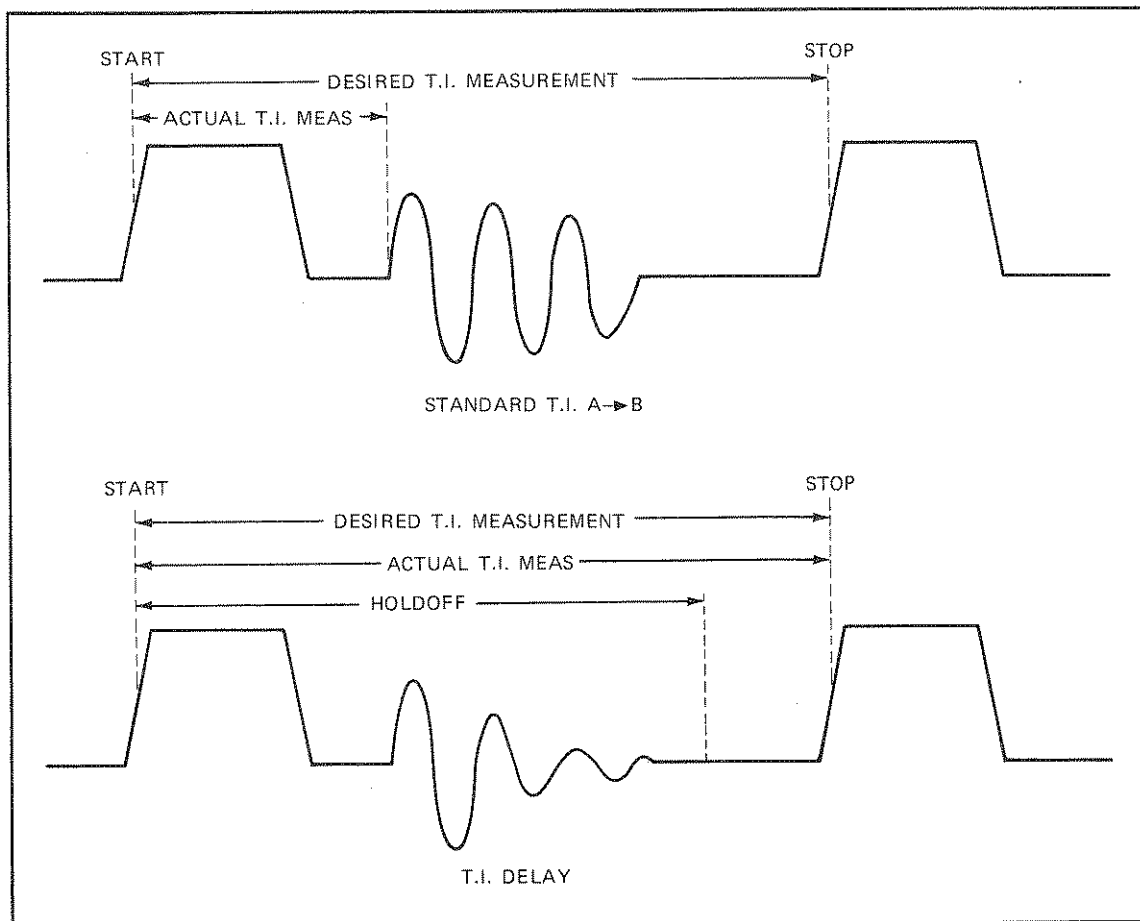 START
STOP
DESIRED T.I. MEASUREMENT
ACTUAL T.I. MEAS
STANDARD T.I. A→B
START
STOP
DESIRED T.I. MEASUREMENT
ACTUAL T.I. MEAS
HOLDOFF
T.I. DELAY